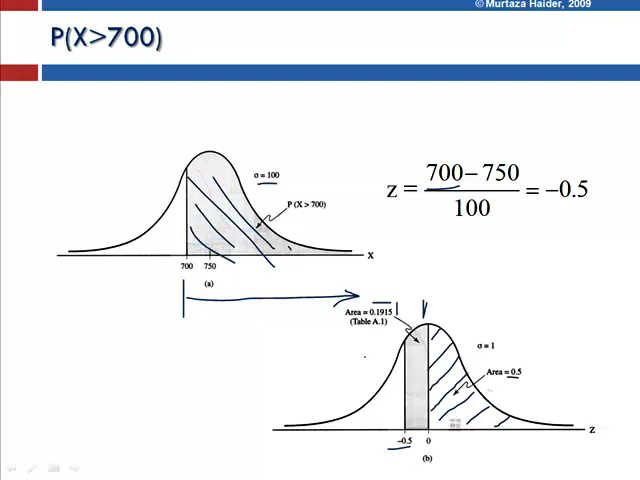 © Murtaza Haider, 2009
P(X>700)
σ = 100
P (X > 700)
700 750
X
(a)
z = 700 − 750 / 100 = −0.5
Area = 0.1915
(Table A.1)
σ = 1
Area = 0.5
−0.5 0
Z
(b)